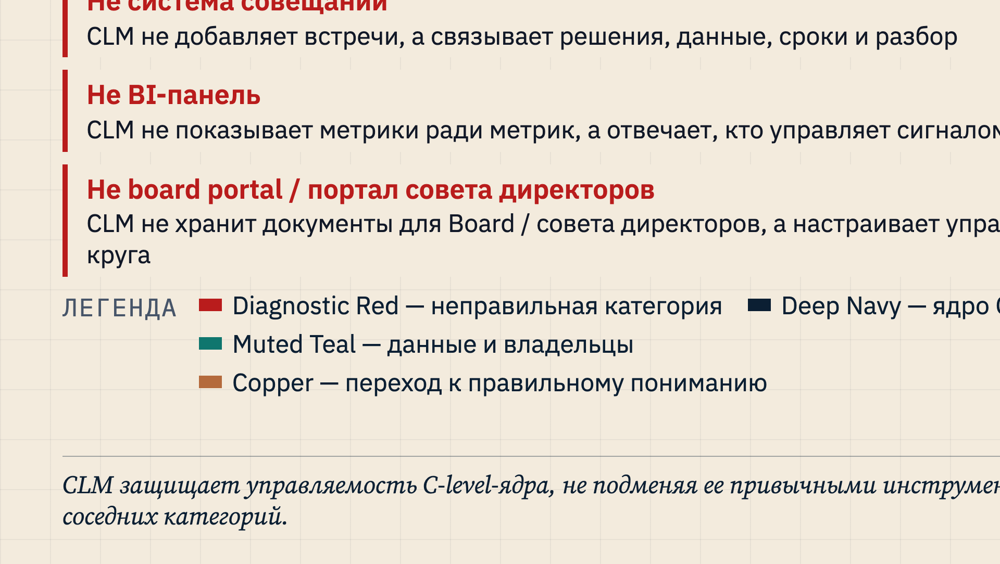 Не система совещаний
CLM не добавляет встречи, а связывает решения, данные, сроки и разбор
Не BI-панель
CLM не показывает метрики ради метрик, а отвечает, кто управляет
Не board portal / портал совета директоров
CLM не хранит документы для Board / совета директоров, а настраивает
круга
ЛЕГЕНДА
Diagnostic Red — неправильная категория
Deep Navy — ядро
Muted Teal — данные и владельцы
Copper — переход к правильному пониманию
CLM защищает управляемость C-level-ядра, не подменяя ее привычными
соседних категорий.